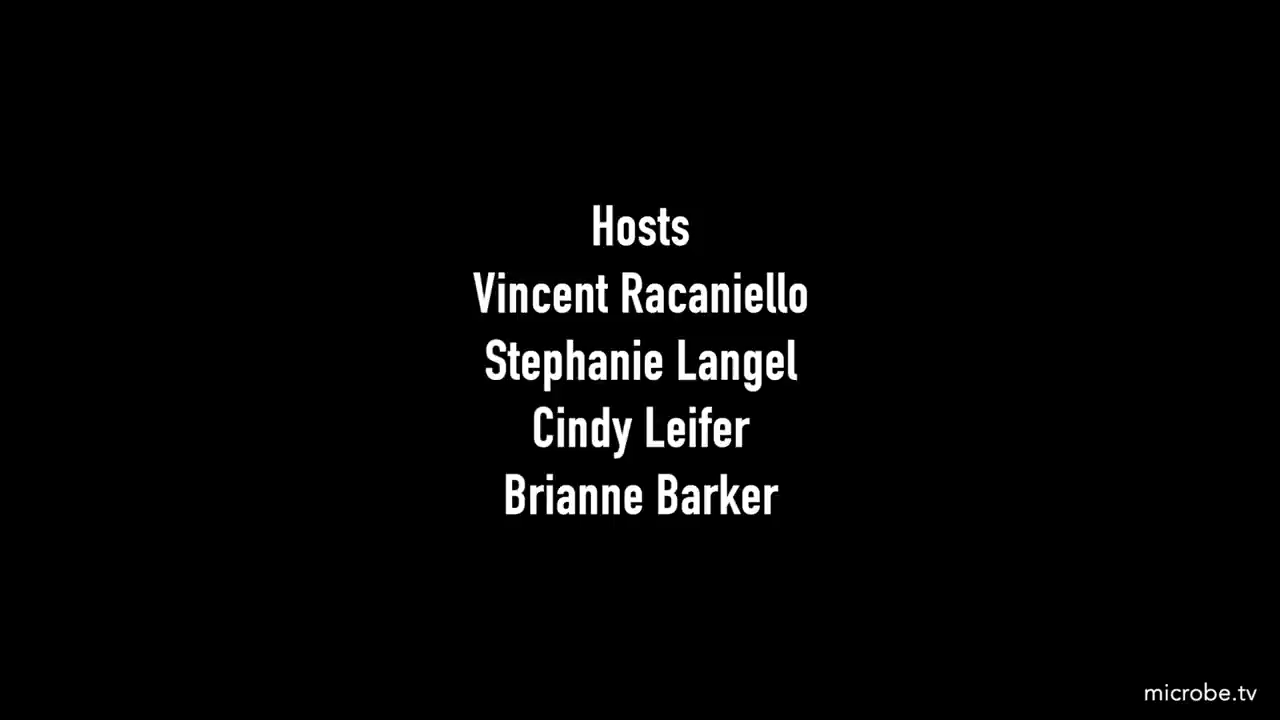 Hosts
Vincent Racaniello
Stephanie Langel
Cindy Leifer
Brianne Barker
microbe.tv